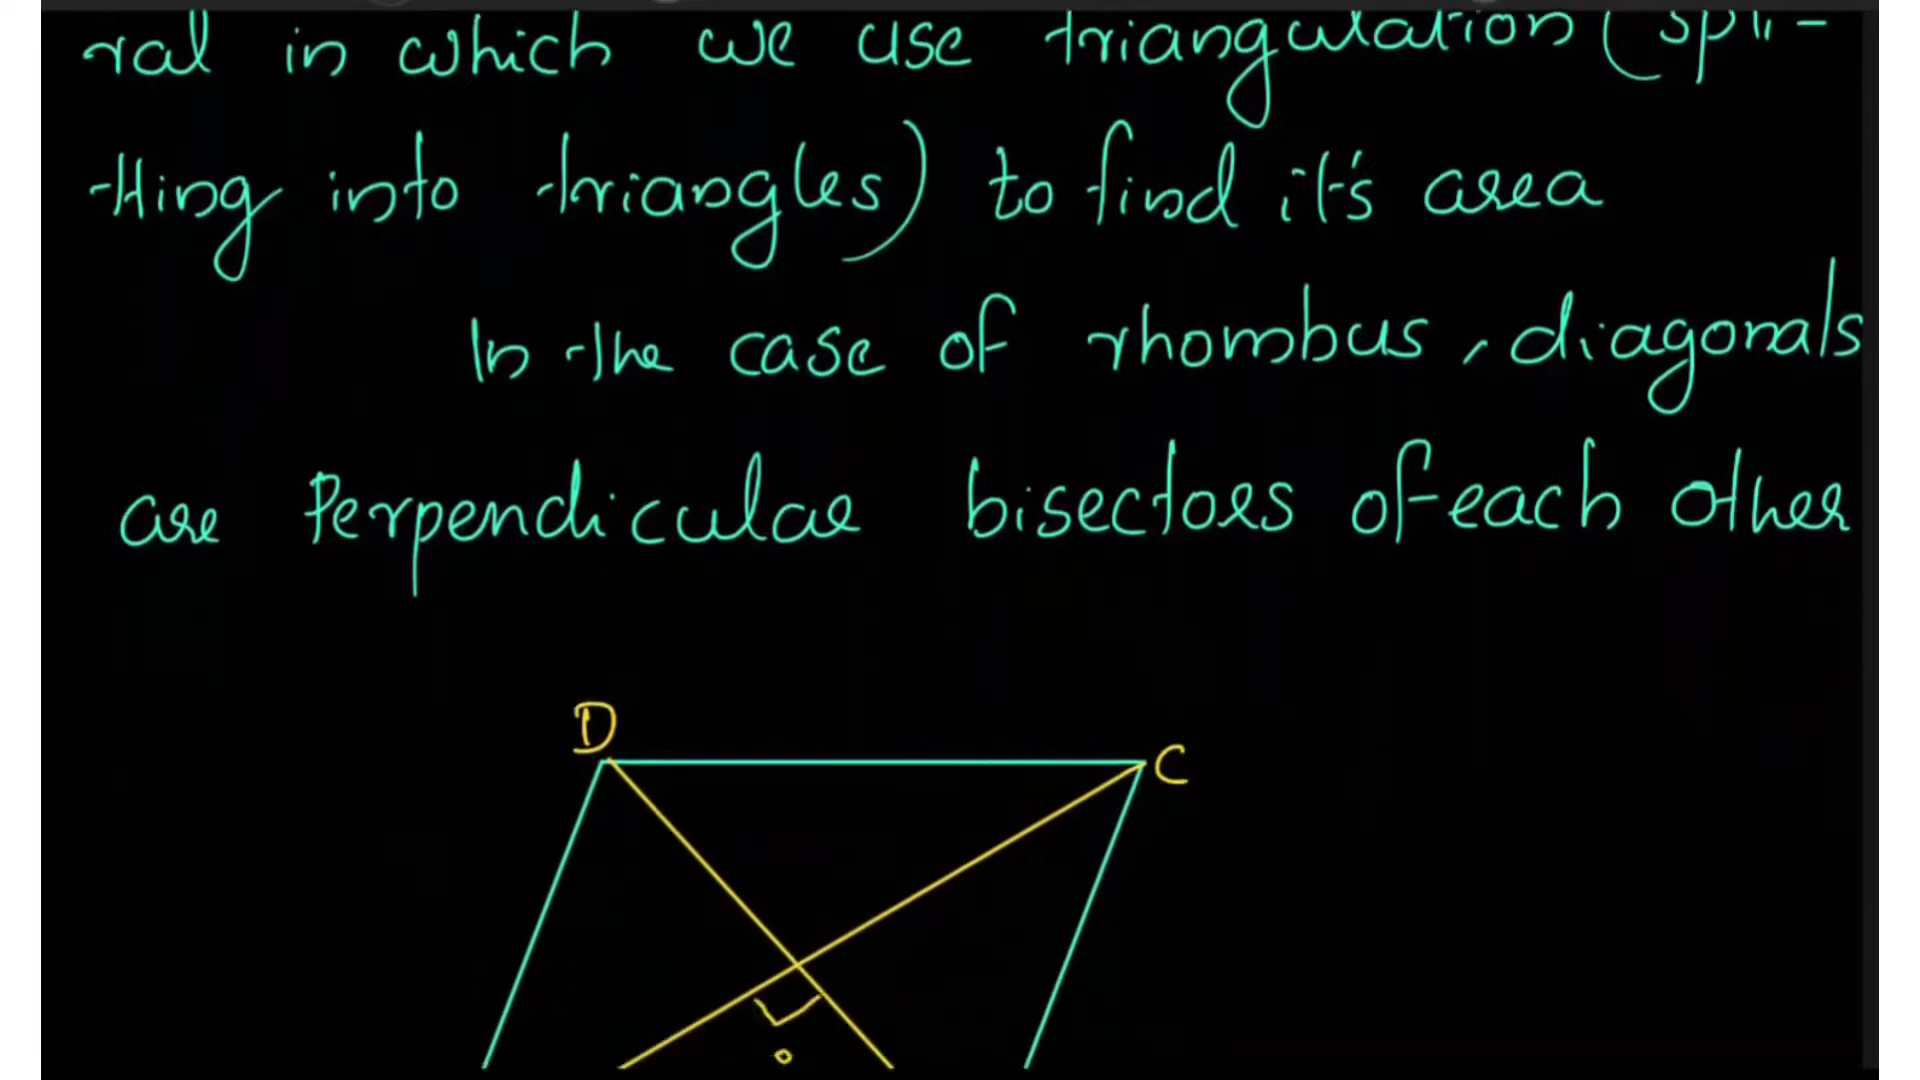 ral in which we use triangulation (spli-
tting into triangles) to find it's area
In the case of rhombus, diagonals
are Perpendicular bisectors of each other
D
C
o